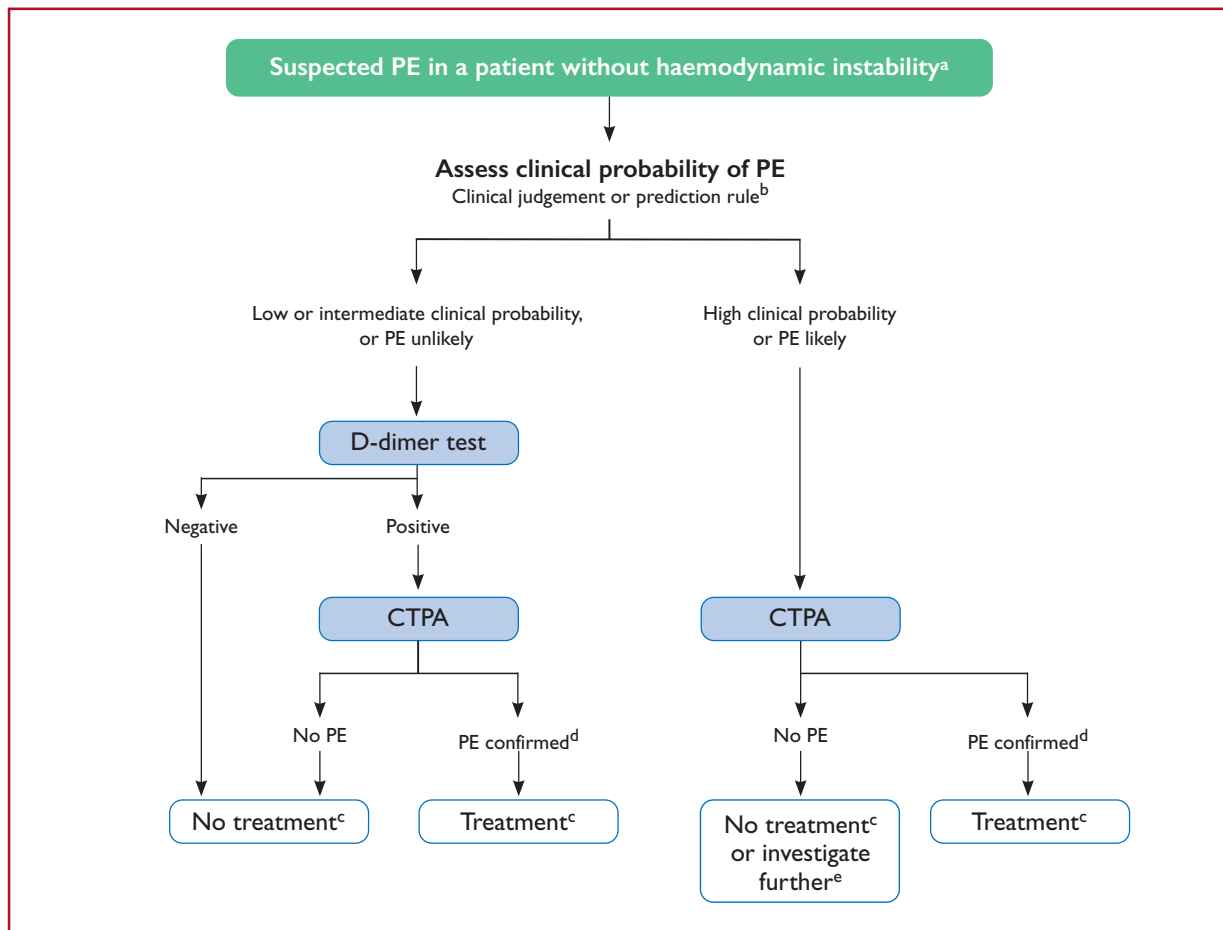 Suspected PE in a patient without haemodynamic instabilityᵃ
Assess clinical probability of PE
Clinical judgement or prediction ruleᵇ
Low or intermediate clinical probability,
or PE unlikely
High clinical probability
or PE likely
D-dimer test
Negative
Positive
CTPA
CTPA
No PE
PE confirmedᵈ
No PE
PE confirmedᵈ
No treatmentᶜ
Treatmentᶜ
No treatmentᶜ
or investigate
furtherᵉ
Treatmentᶜ